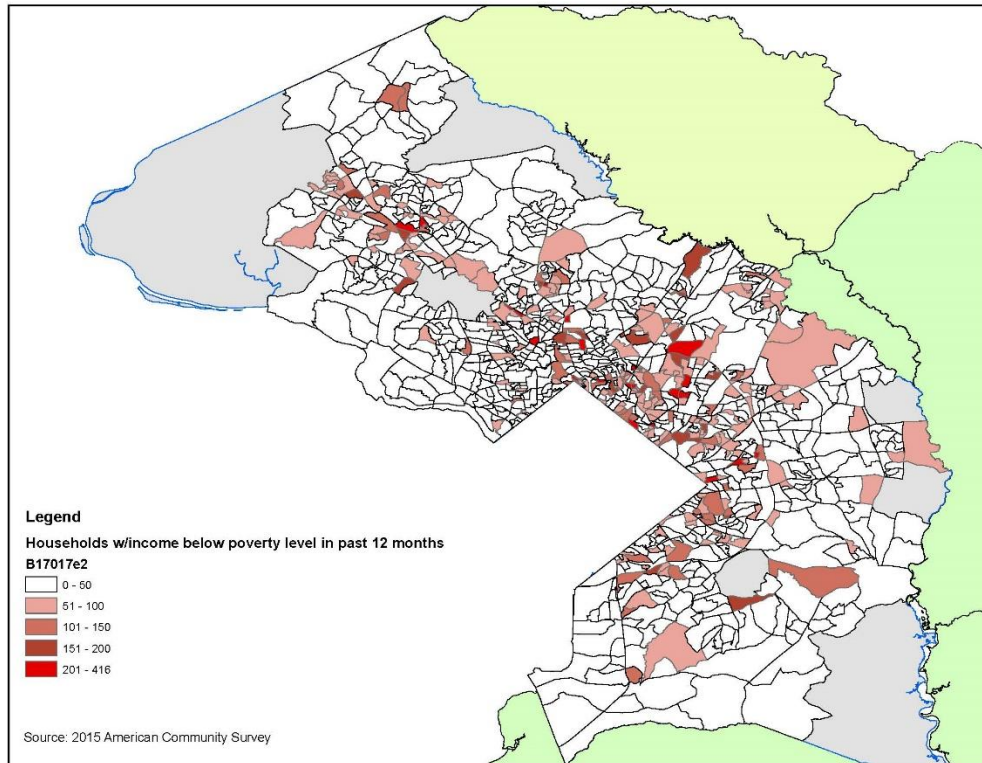 Legend
Households w/income below poverty level in past 12 months
B17017e2
0 - 50
51 - 100
101 - 150
151 - 200
201 - 416
Source: 2015 American Community Survey